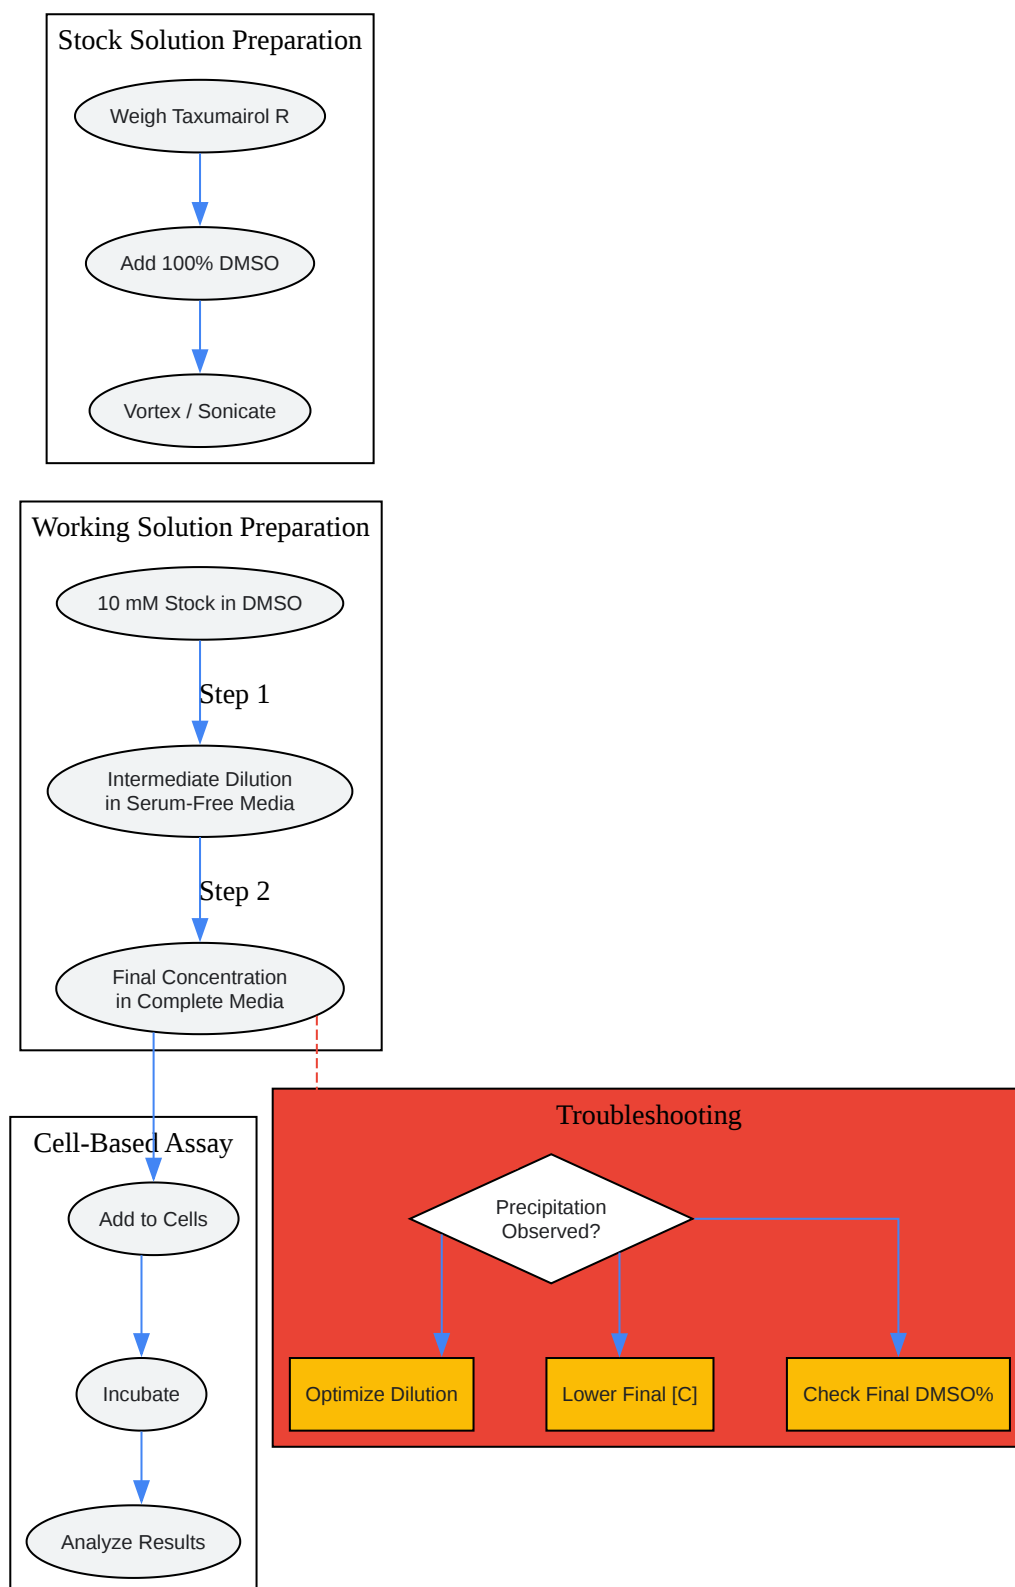 Stock Solution Preparation
Weigh Taxumairol R
Add 100% DMSO
Vortex / Sonicate
Working Solution Preparation
10 mM Stock in DMSO
Step 1
Intermediate Dilution
in Serum-Free Media
Step 2
Final Concentration
in Complete Media
Cell-Based Assay
Add to Cells
Incubate
Analyze Results
Troubleshooting
Precipitation
Observed?
Optimize Dilution
Lower Final [C]
Check Final DMSO%